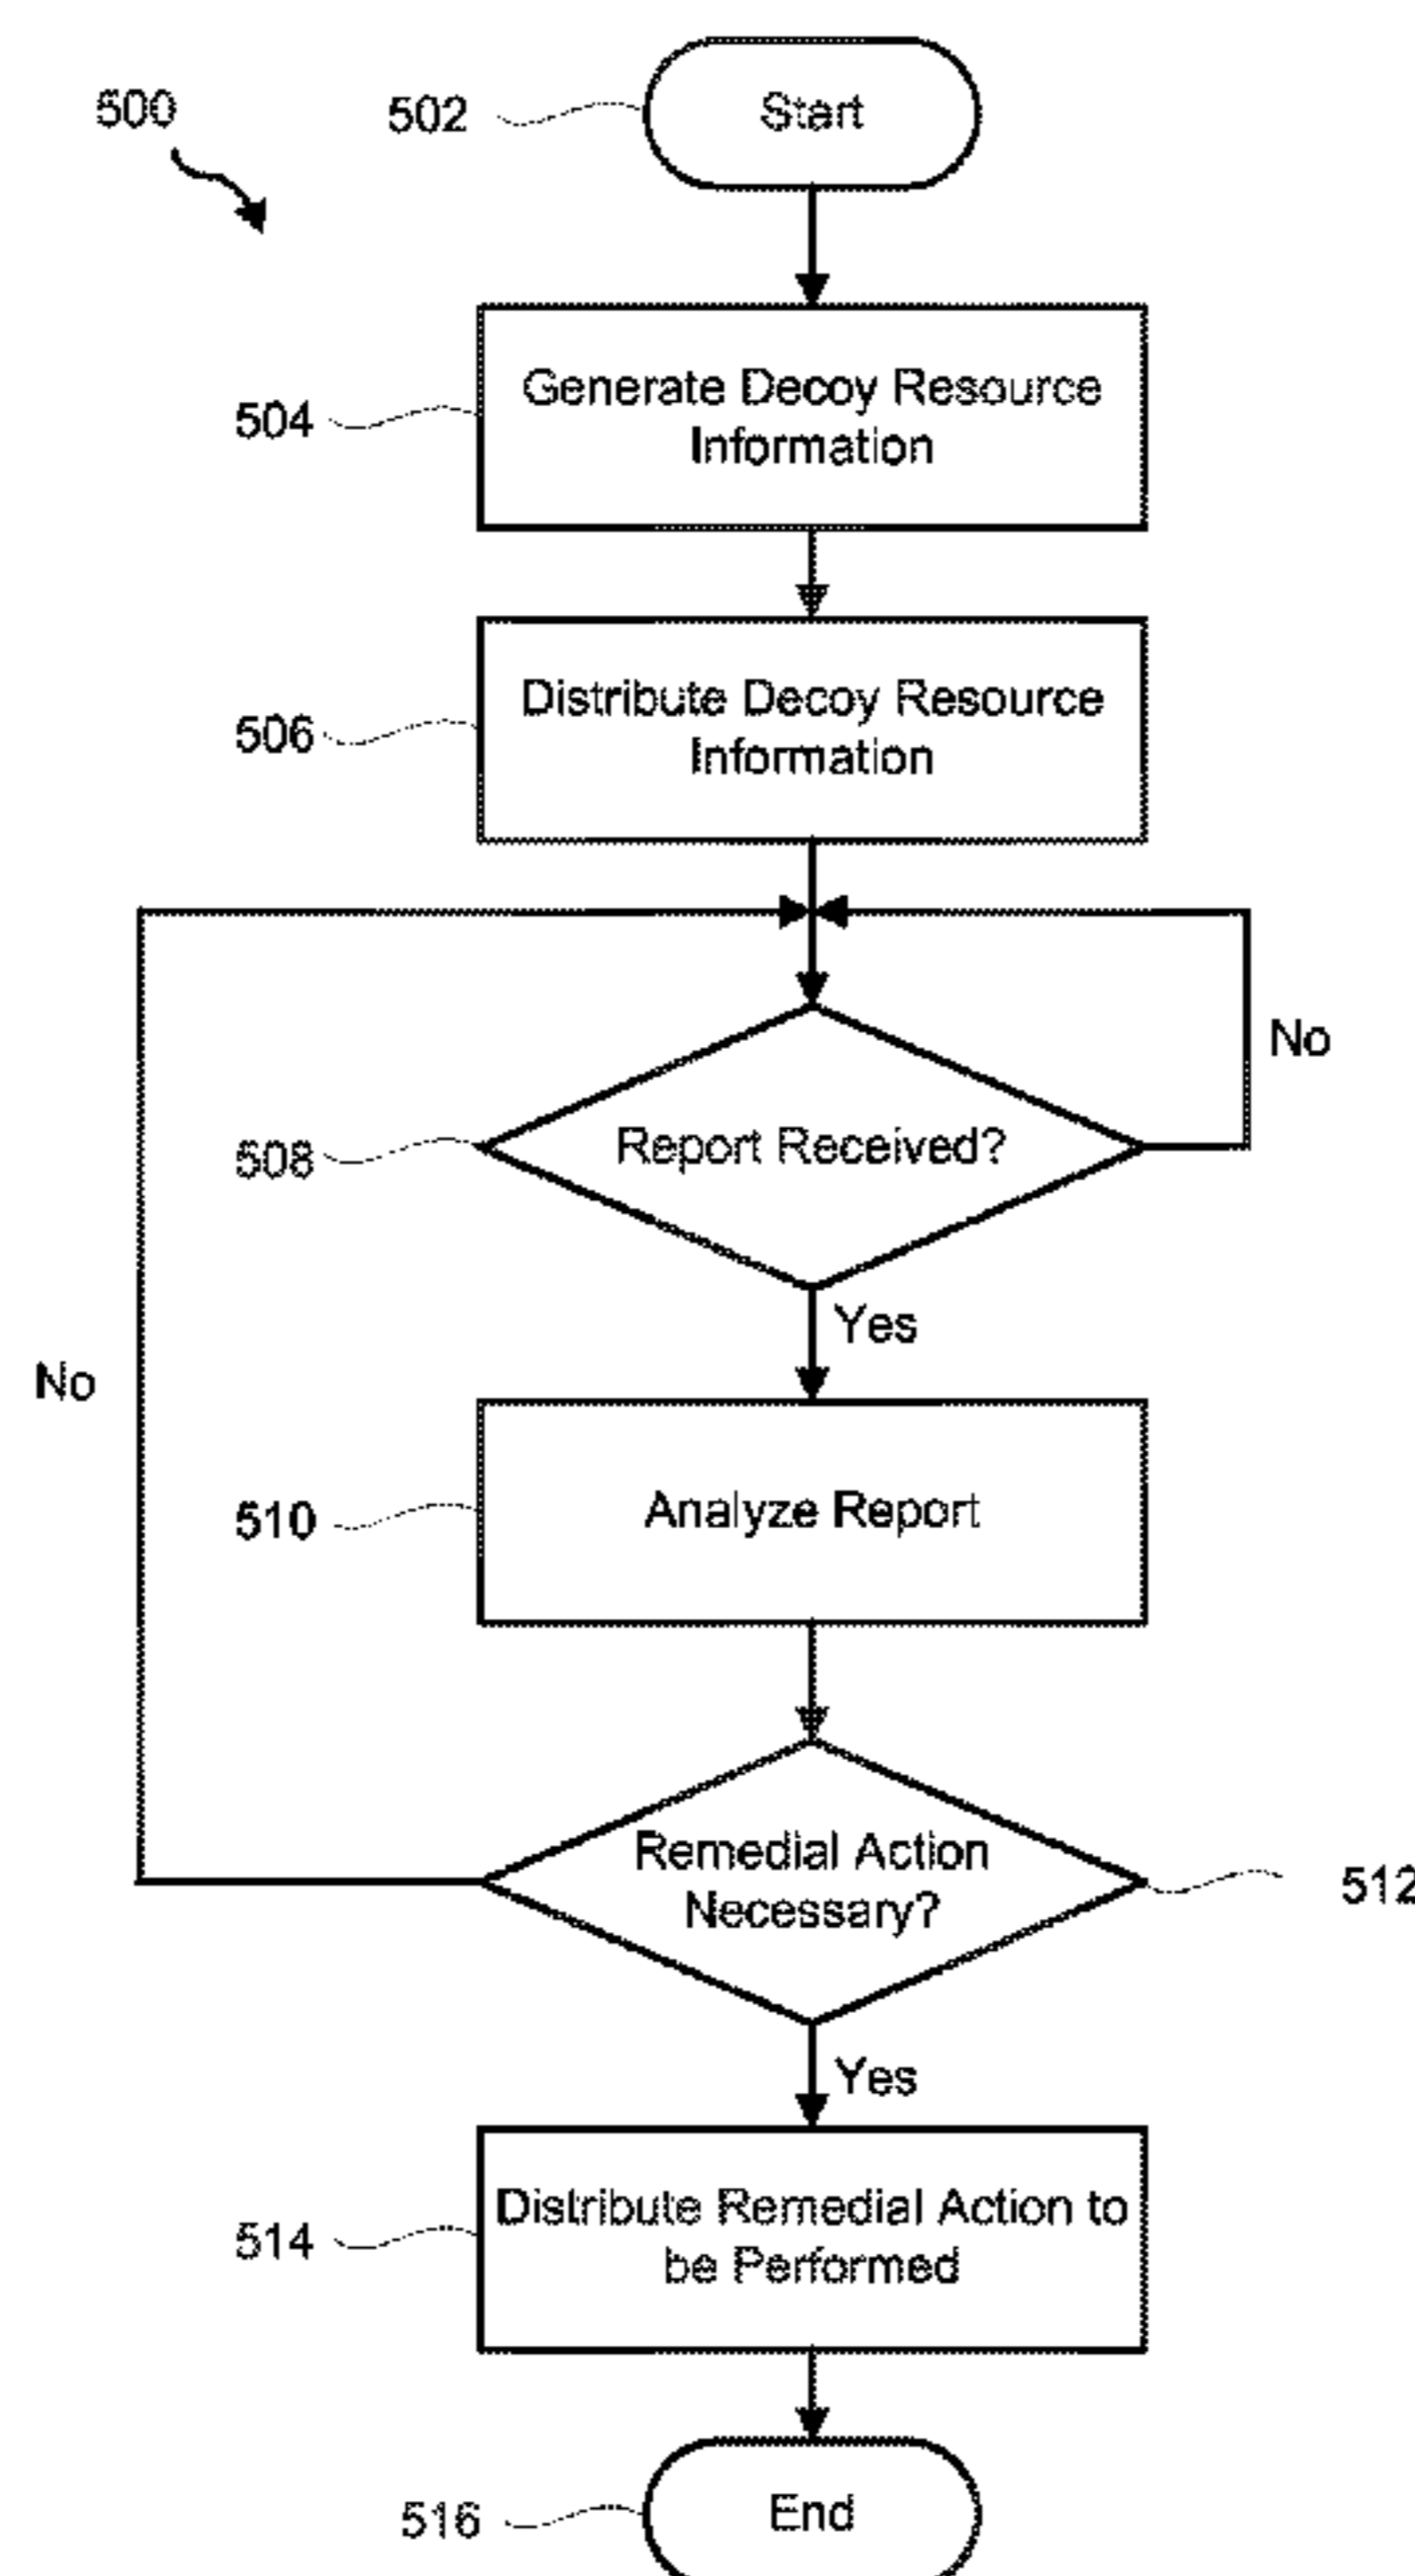 500
502
Start
504
Generate Decoy Resource
Information
506
Distribute Decoy Resource
Information
No
508
Report Received?
Yes
No
510
Analyze Report
Remedial Action
Necessary?
512
Yes
514
Distribute Remedial Action to
be Performed
516
End